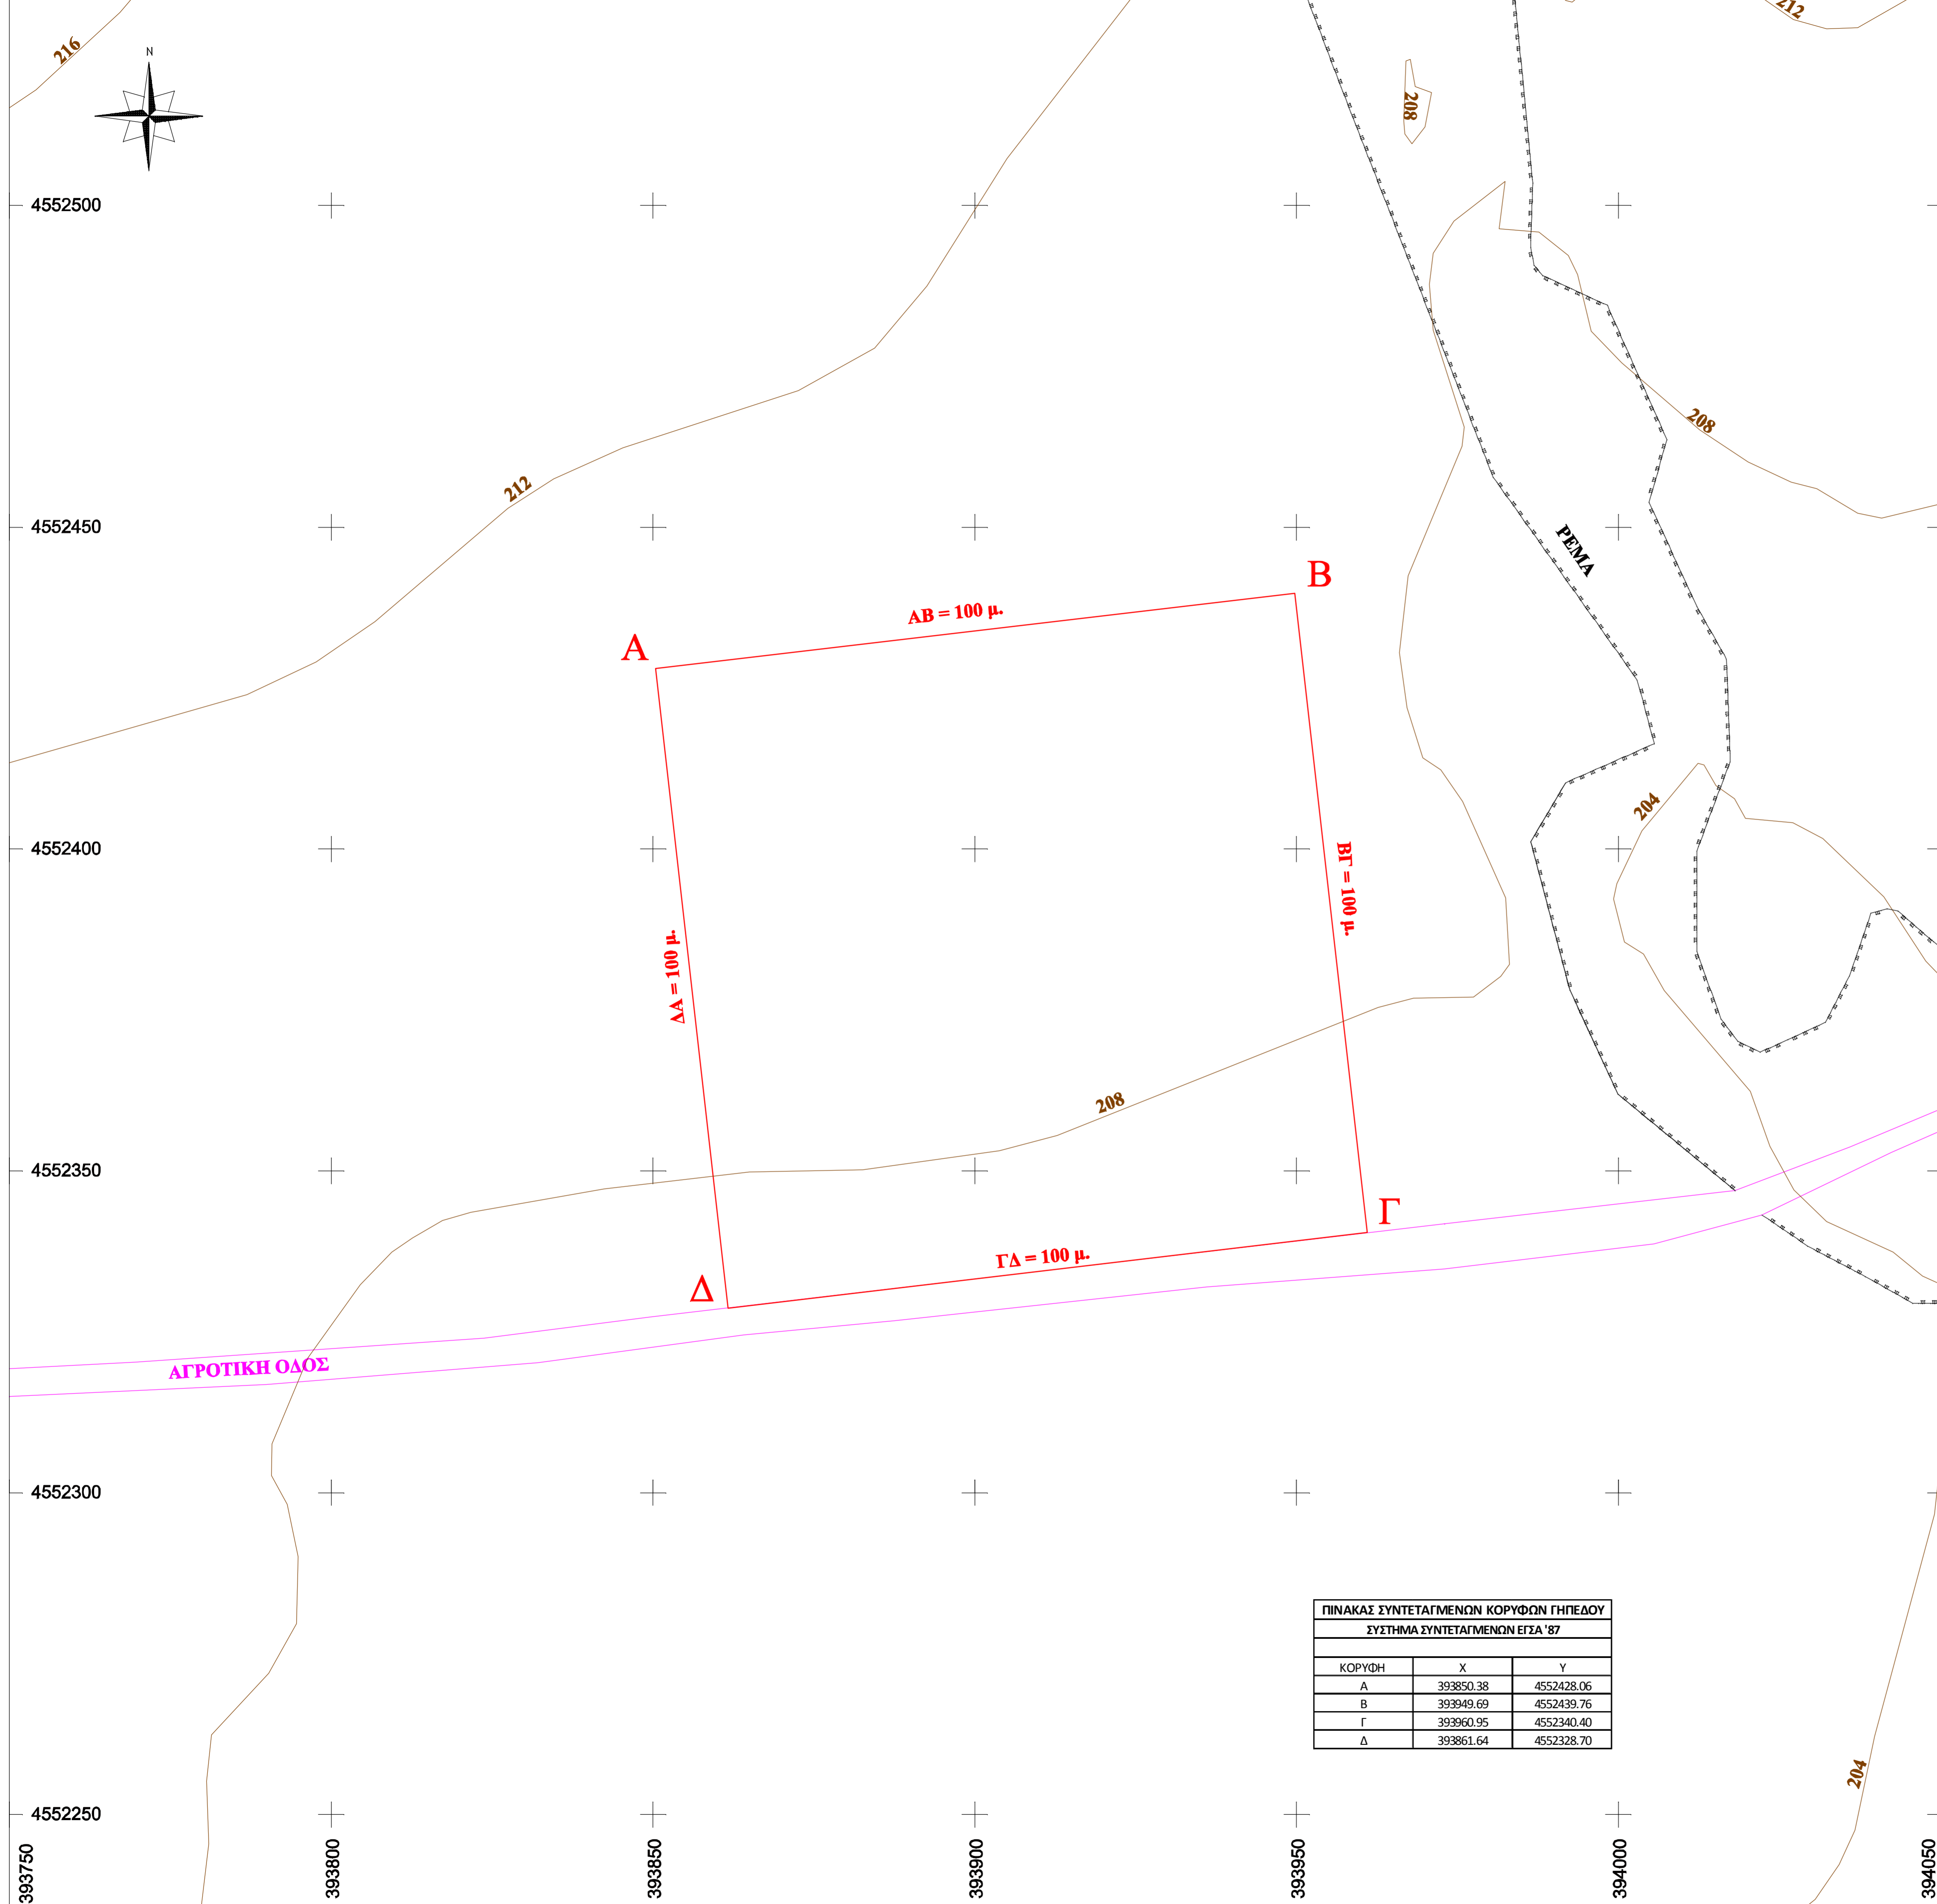 216
212
N
208
4552500
208
212
4552450
ΡΕΜΑ
Β
ΑΒ = 100 μ.
Α
204
4552400
ΒΓ = 100 μ.
ΔΑ = 100 μ.
208
4552350
Γ
ΓΔ = 100 μ.
Δ
ΑΓΡΟΤΙΚΗ ΟΔΟΣ
4552300
ΠΙΝΑΚΑΣ ΣΥΝΤΕΤΑΓΜΕΝΩΝ ΚΟΡΥΦΩΝ ΓΗΠΕΔΟΥ
ΣΥΣΤΗΜΑ ΣΥΝΤΕΤΑΓΜΕΝΩΝ ΕΓΣΑ '87
ΚΟΡΥΦΗ X Y
Α 393850.38 4552428.06
Β 393949.69 4552439.76
Γ 393960.95 4552340.40
Δ 393861.64 4552328.70
204
4552250
393750 393800 393850 393900 393950 394000 394050